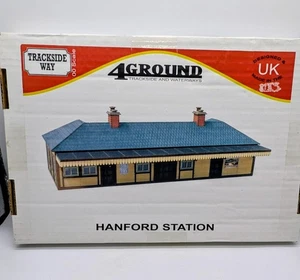 TRACKSIDE
WAY
OO Scale
4GROUND
TRACKSIDE AND WATERWAYS
UK
HANFORD STATION